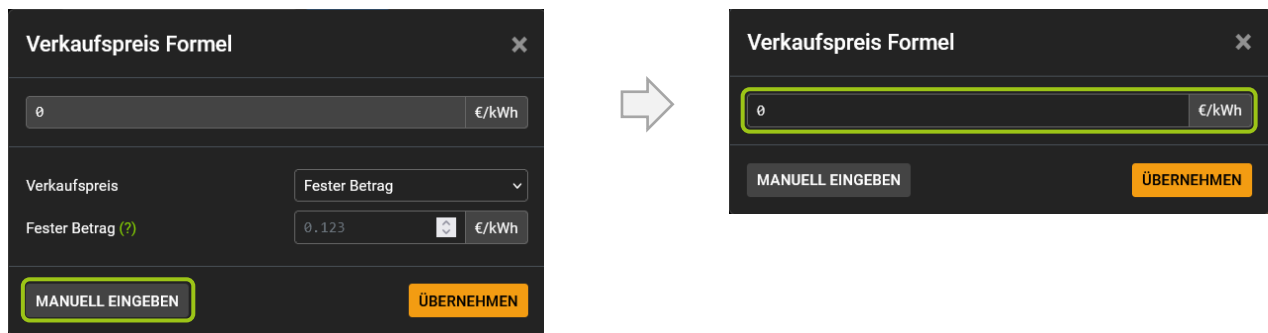 Verkaufspreis Formel
0 €/kWh
Verkaufspreis Fester Betrag
Fester Betrag (?) 0.123 €/kWh
MANUELL EINGEBEN ÜBERNEHMEN
Verkaufspreis Formel
0 €/kWh
MANUELL EINGEBEN ÜBERNEHMEN